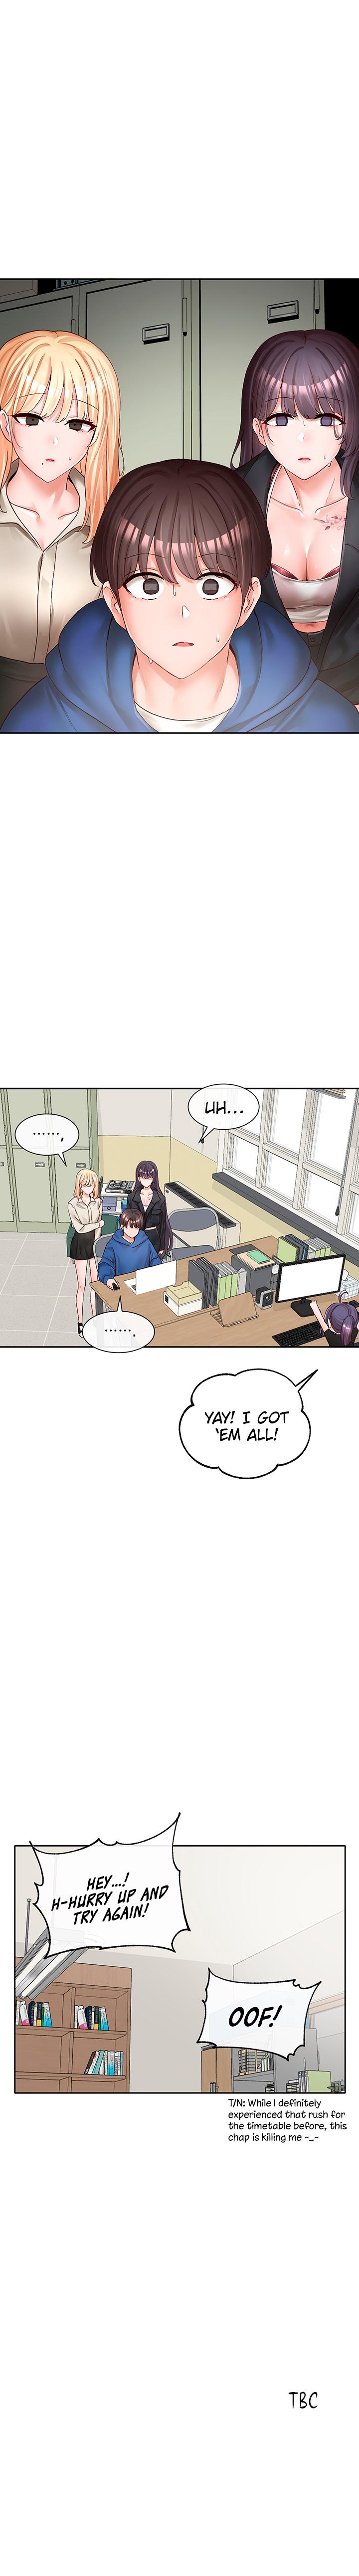 UH...
......,
.......
YAY! I GOT
'EM ALL!
HEY...!
H-HURRY UP AND
TRY AGAIN!
OOF!
T/N: While I definitely
experienced that rush for
the timetable before, this
chap is killing me ~_~
TBC